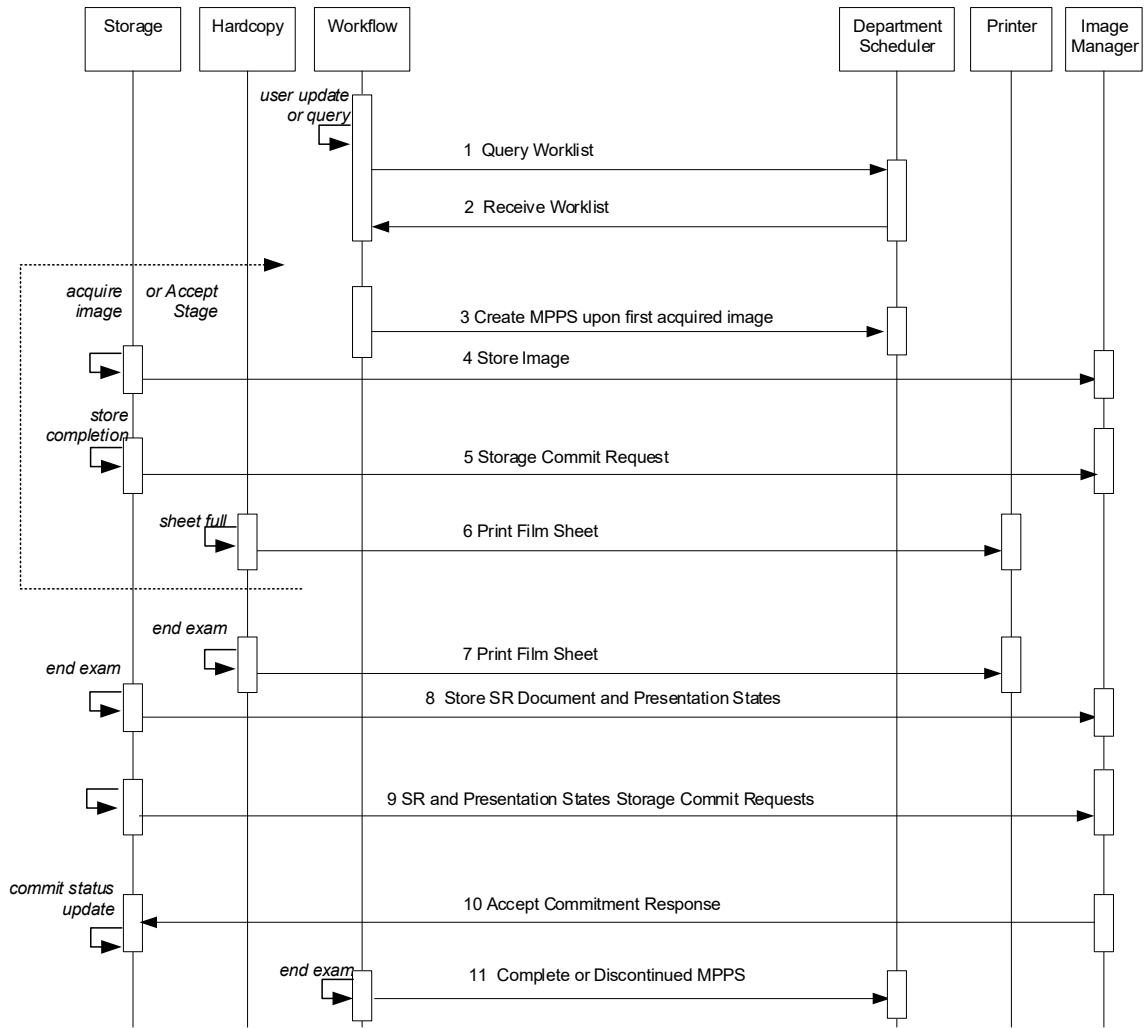 Storage
Hardcopy
Workflow
Department
Scheduler
Printer
Image
Manager
user update
or query
1 Query Worklist
2 Receive Worklist
acquire
image
or Accept
Stage
3 Create MPPS upon first acquired image
4 Store Image
store
completion
5 Storage Commit Request
sheet full
6 Print Film Sheet
end exam
7 Print Film Sheet
end exam
8 Store SR Document and Presentation States
9 SR and Presentation States Storage Commit Requests
commit status
update
10 Accept Commitment Response
end exam
11 Complete or Discontinued MPPS